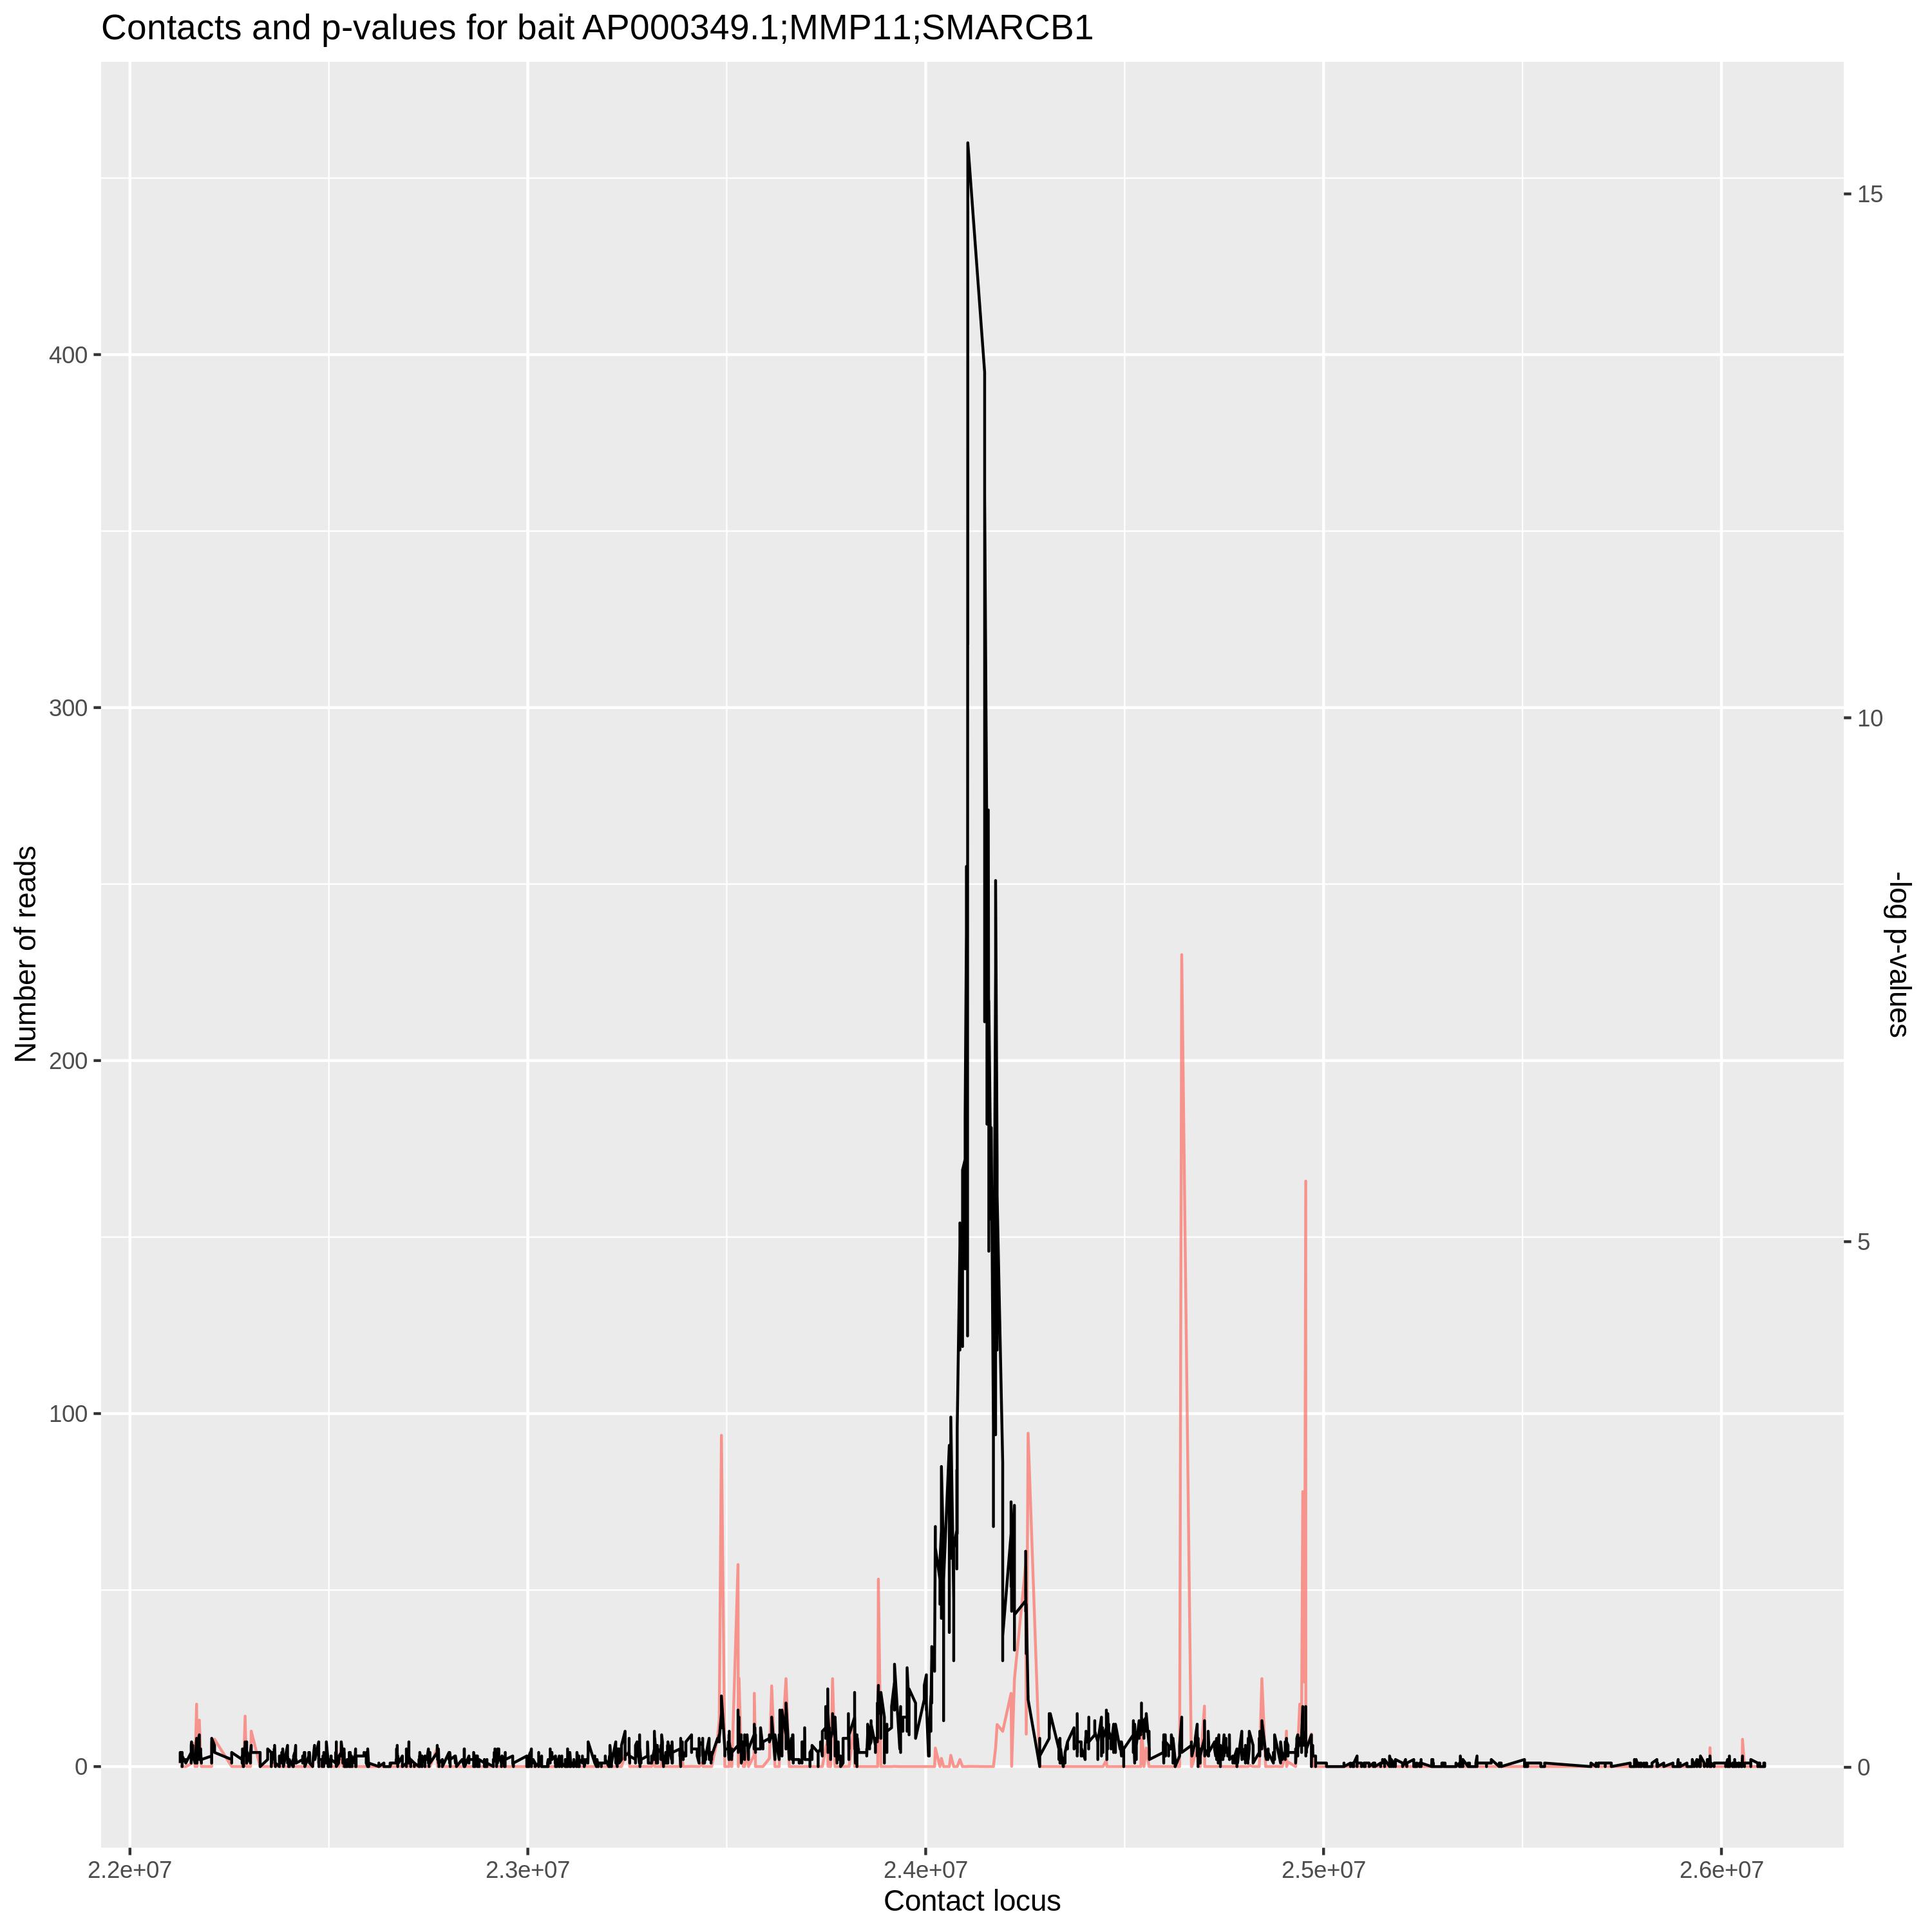 Contacts and p-values for bait AP000349.1;MMP11;SMARCB1
Number of reads
400
300
200
100
0
15
10
5
0
-log p-values
2.2e+07
2.3e+07
2.4e+07
2.5e+07
2.6e+07
Contact locus